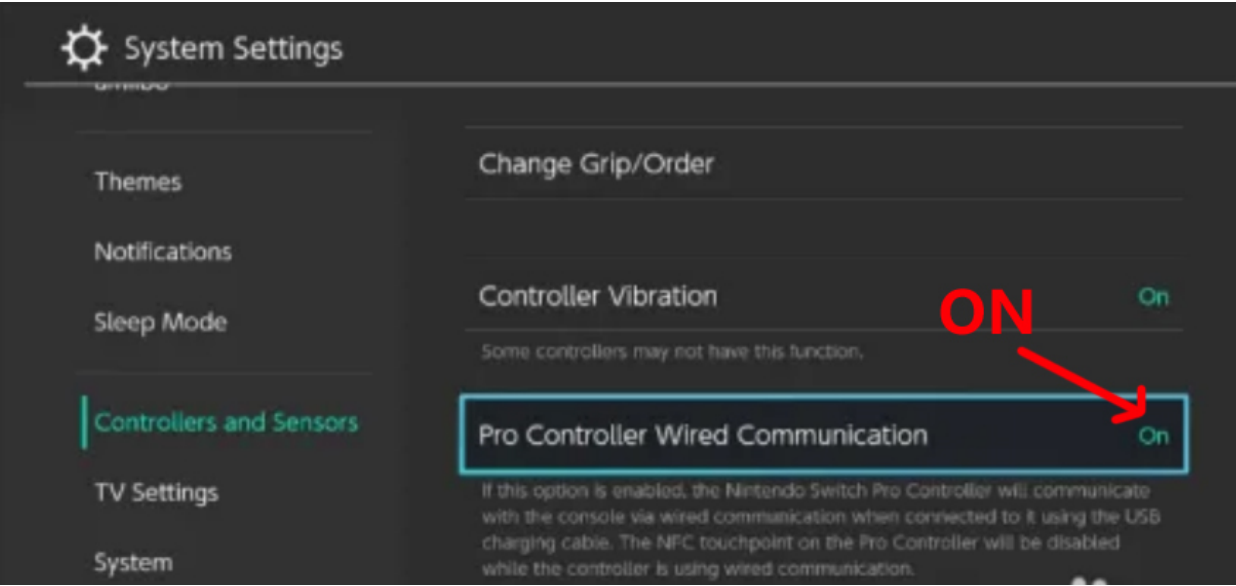 System Settings
amiibo
Themes
Notifications
Sleep Mode
Controllers and Sensors
TV Settings
System
Change Grip/Order
Controller Vibration On
Some controllers may not have this function.
ON
Pro Controller Wired Communication On
If this option is enabled, the Nintendo Switch Pro Controller will communicate
with the console via wired communication when connected to it using the USB
charging cable. The NFC touchpoint on the Pro Controller will be disabled
while the controller is using wired communication.